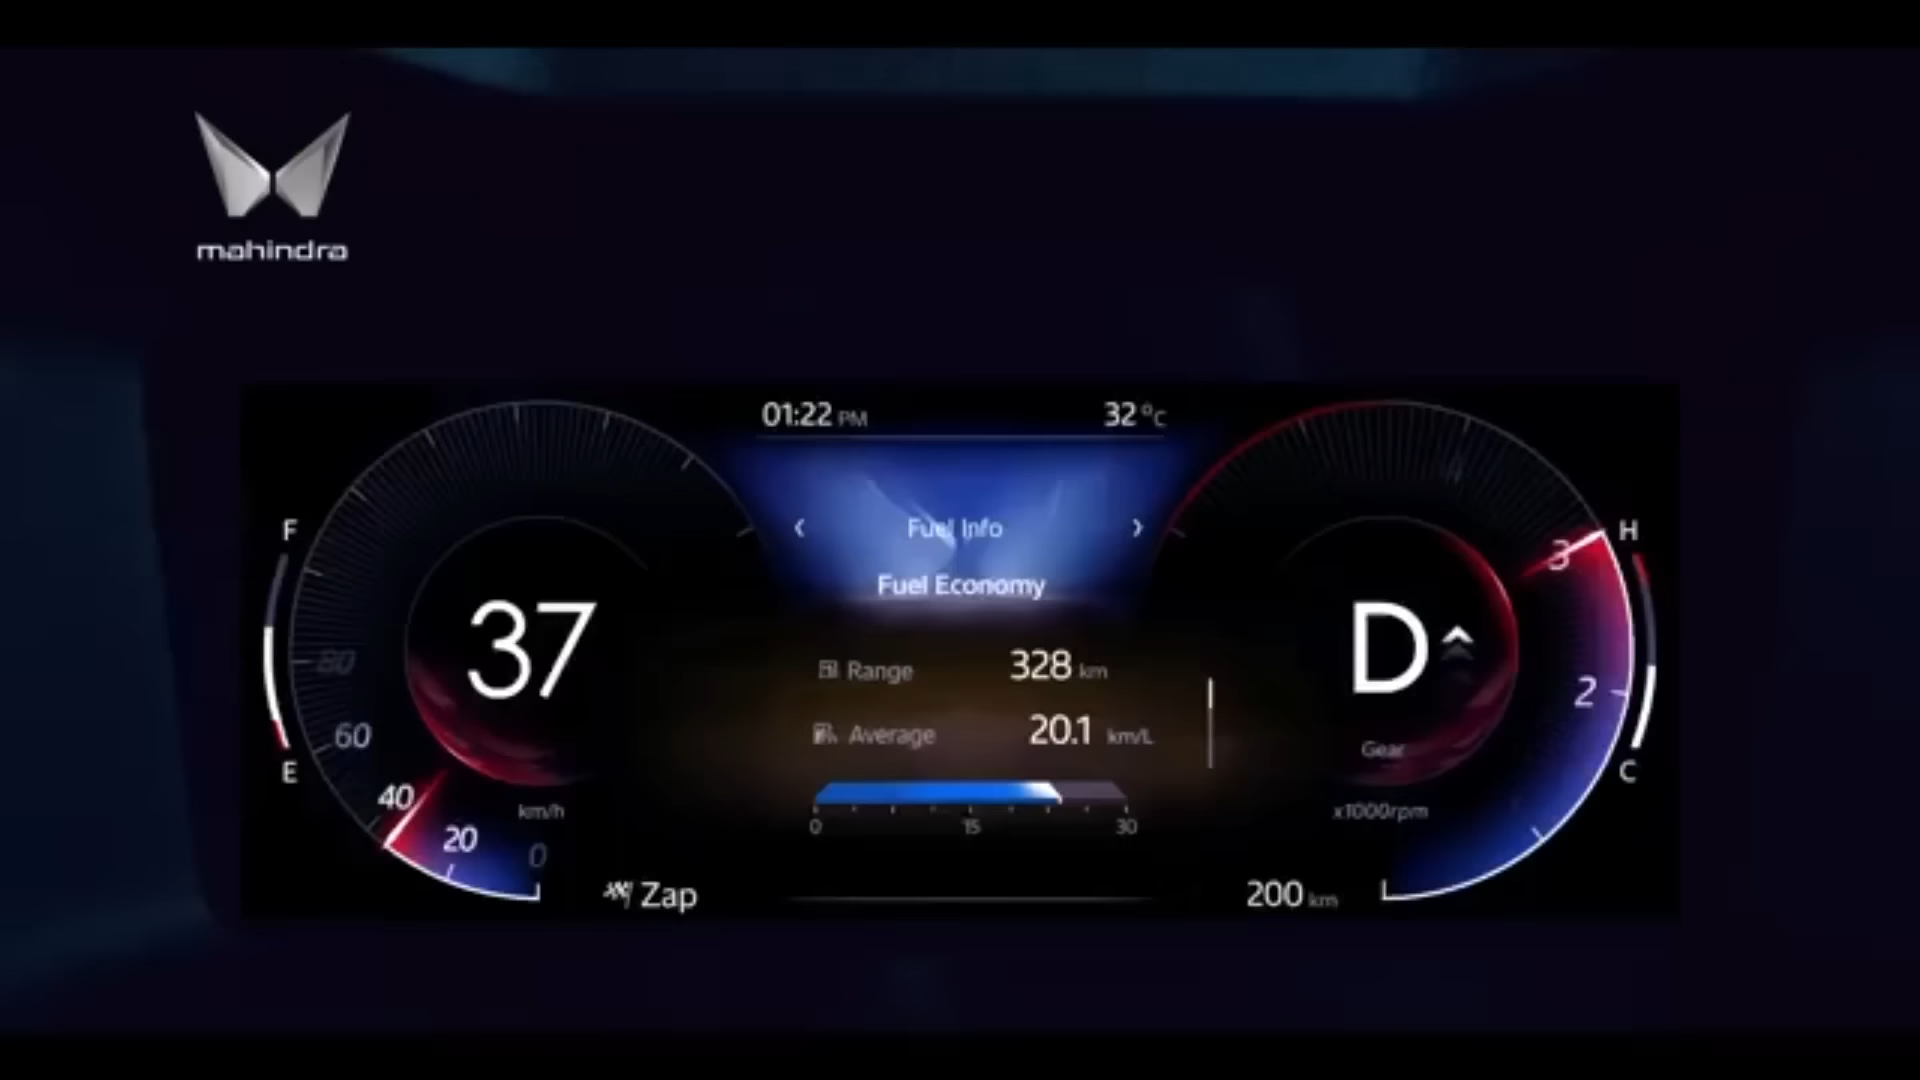 mahindra
01:22 PM
32 °C
Fuel Info
Fuel Economy
Range 328 km
Average 20.1 km/L
0 15 30
F
E
37
80
60
40
20
0
km/h
Zap
H
C
D
Gear
3
2
x1000rpm
200 km